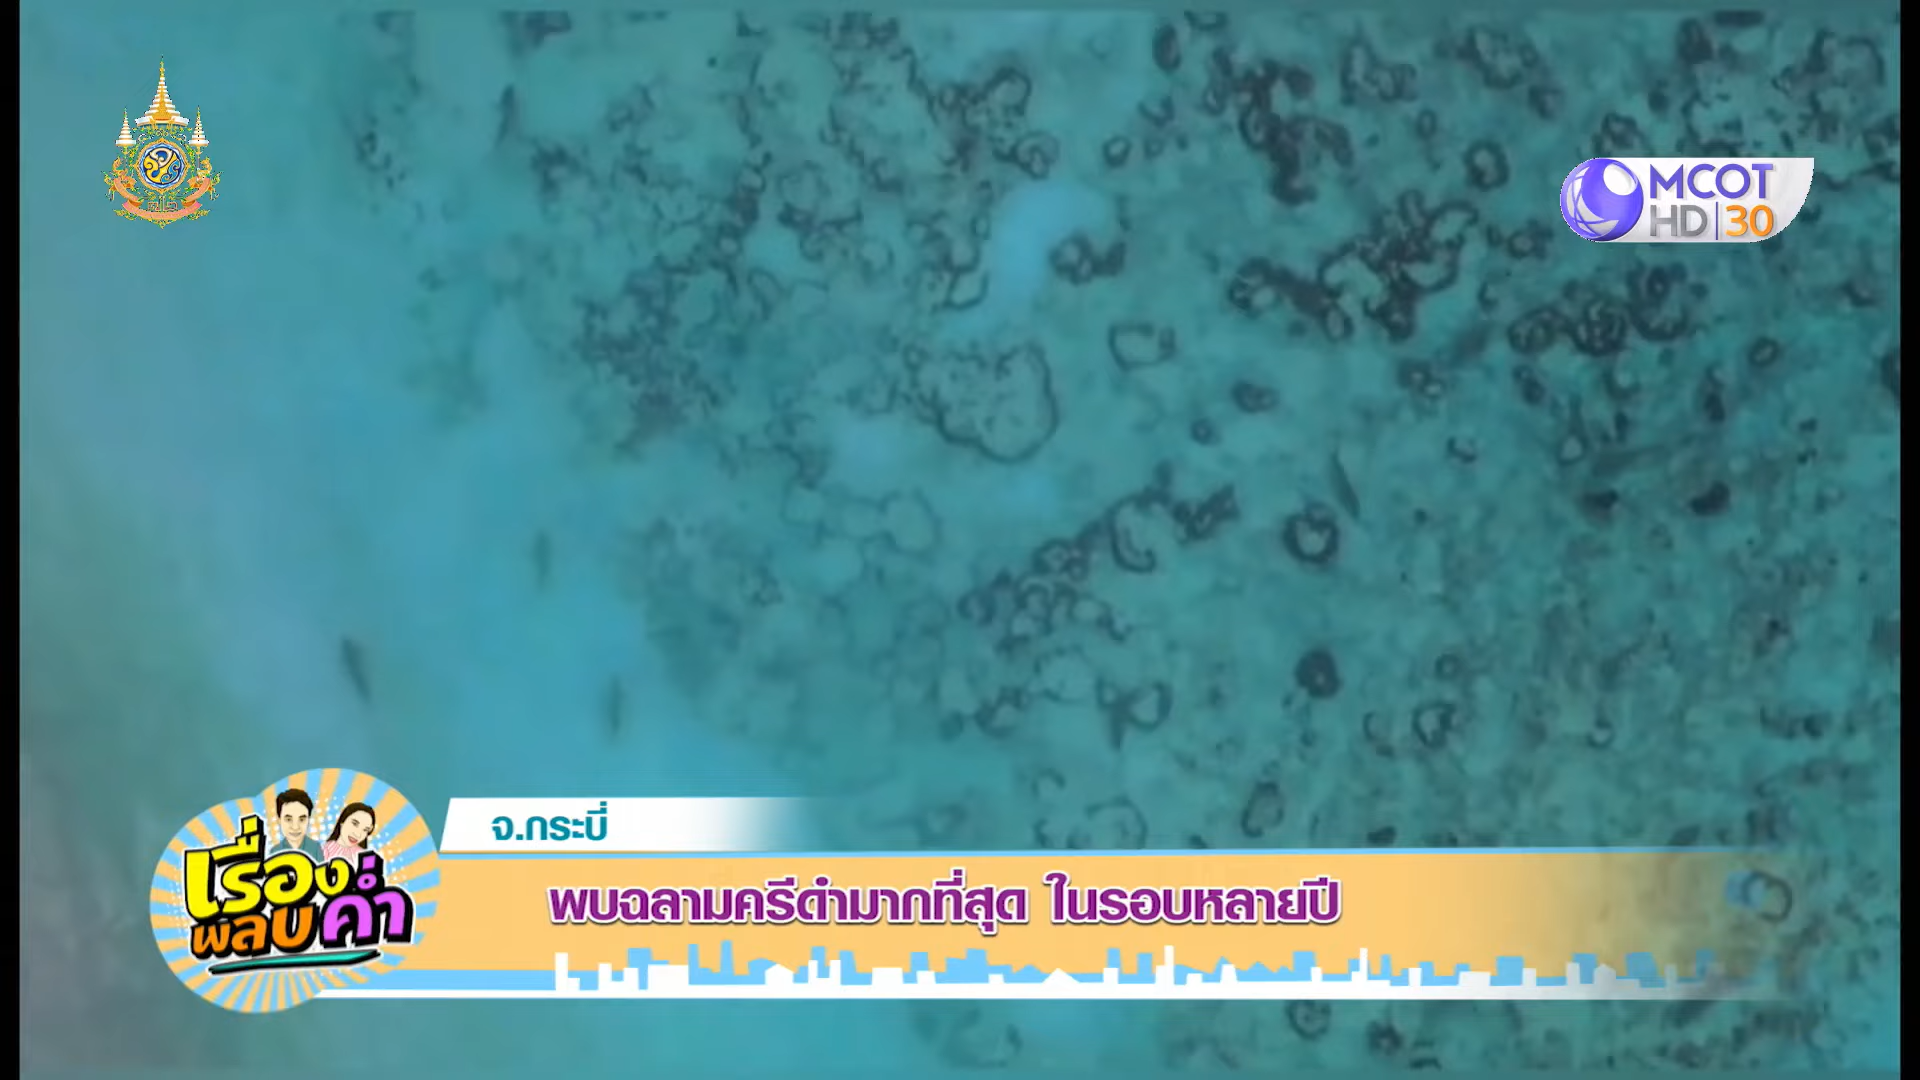 MCOT
HD 30
จ.กระบี่
เรื่อง
พลบค่ำ
พบฉลามครีดำมากที่สุด ในรอบหลายปี